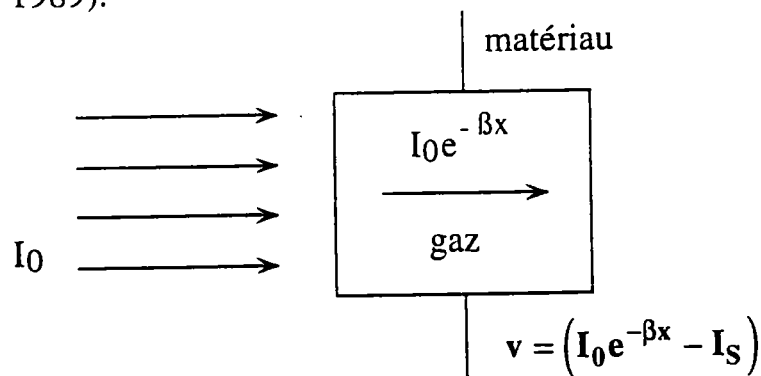 1989).
matériau
I₀e⁻ᵝˣ
gaz
I₀
v = (I₀e⁻ᵝˣ − I_S)